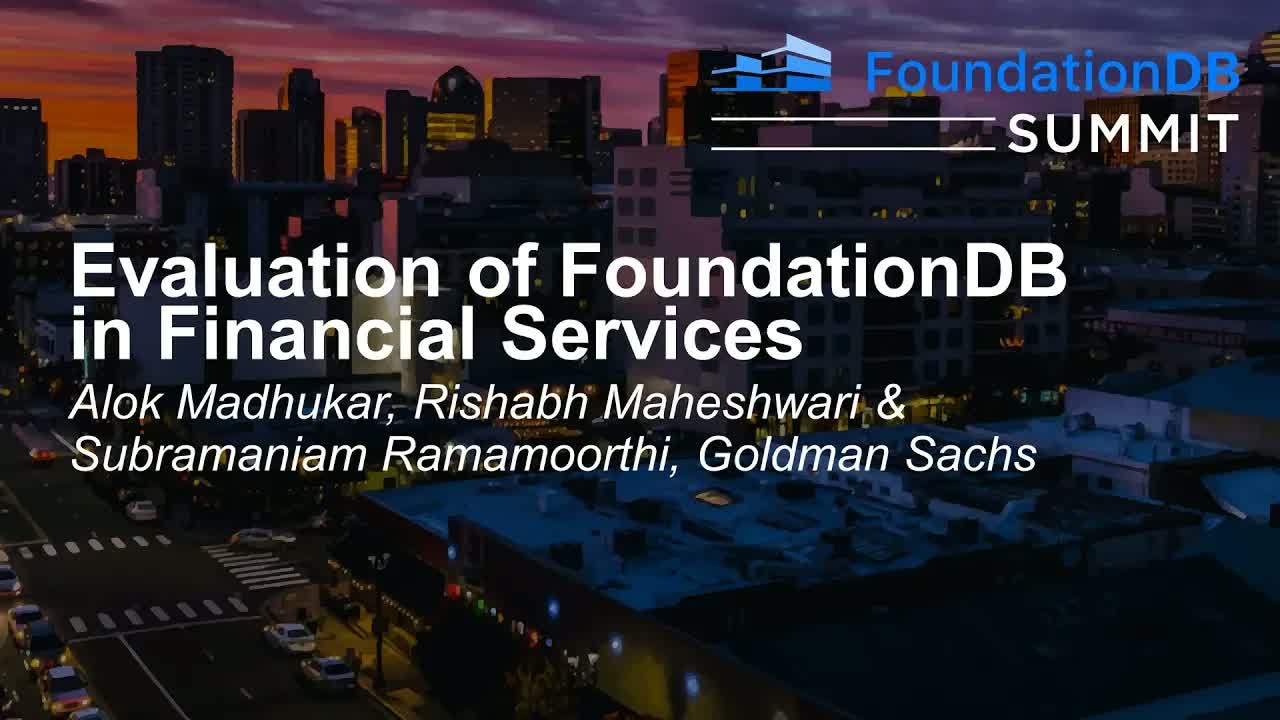 FoundationDB
SUMMIT
Evaluation of FoundationDB
in Financial Services
Alok Madhukar, Rishabh Maheshwari &
Subramaniam Ramamoorthi, Goldman Sachs